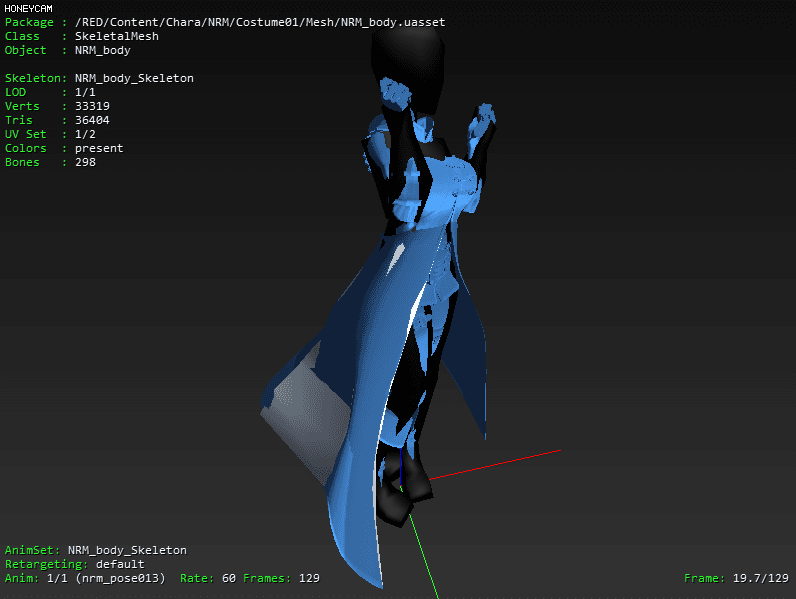 HONEYCAM
Package : /RED/Content/Chara/NRM/Costume01/Mesh/NRM_body.uasset
Class : SkeletalMesh
Object : NRM_body
Skeleton: NRM_body_Skeleton
LOD : 1/1
Verts : 33319
Tris : 36404
UV Set : 1/2
Colors : present
Bones : 298
AnimSet: NRM_body_Skeleton
Retargeting: default
Anim: 1/1 (nrm_pose013) Rate: 60 Frames: 129
Frame: 19.7/129